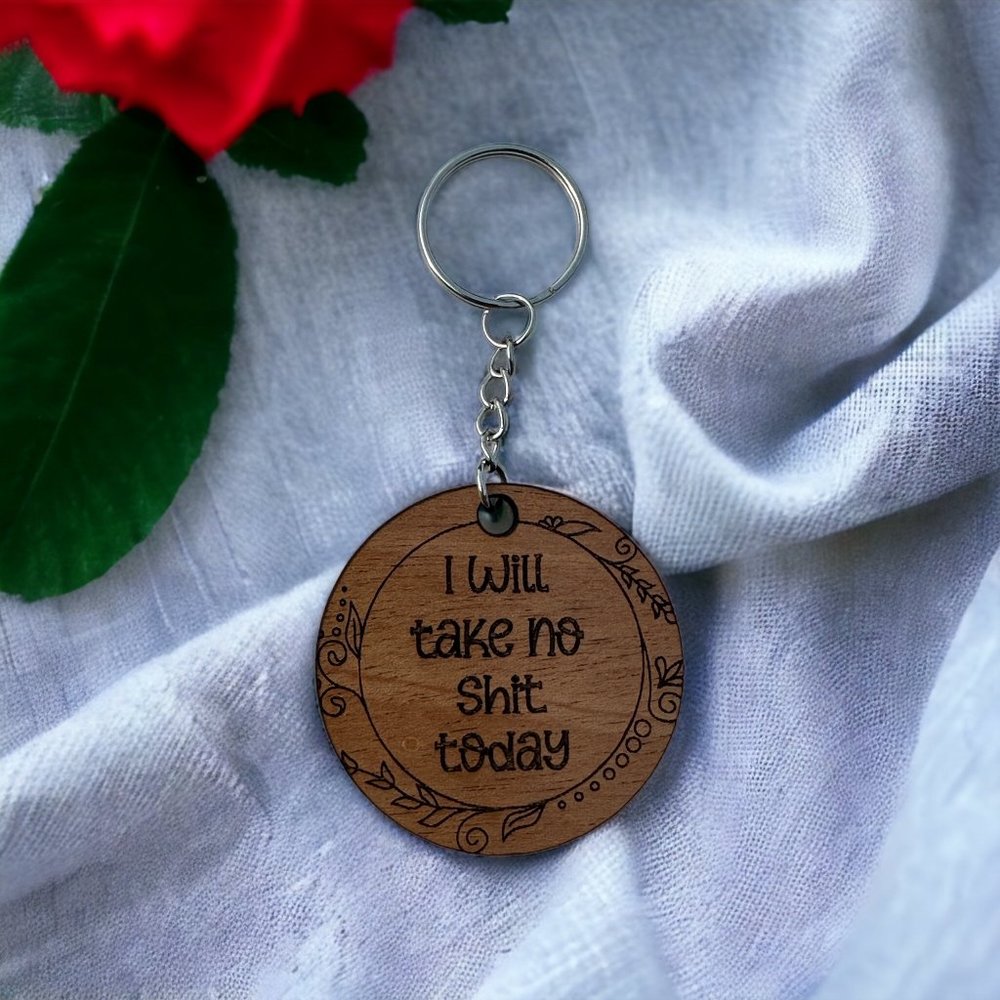 I Will
take no
Shit
today